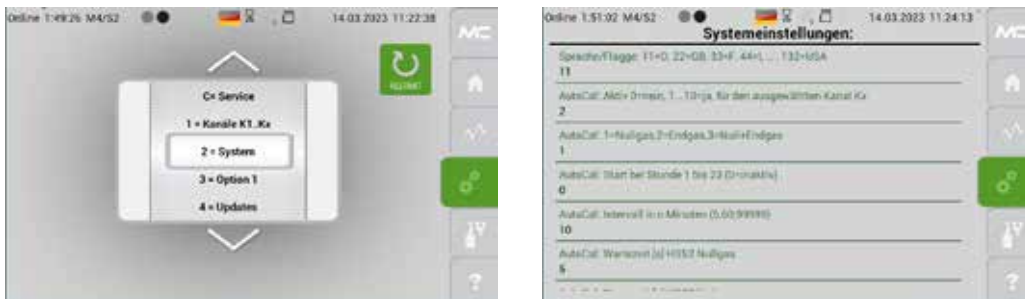 Online 1:49:26 M4/S2 14.03.2023 11:22:38
MC
RESTART
C= Service
1 = Kanäle K1..Kx
2 = System
3 = Option 1
4 = Updates
?
Online 1:51:02 M4/S2 14.03.2023 11:24:13
MC
Systemeinstellungen:
Sprache/Flagge: 11=D, 22=GB, 33=F, 44=I, ... 132=USA
11
AutoCal: Aktiv 0=nein, 1...10=ja, für den ausgewählten Kanal Kx
2
AutoCal: 1=Nullgas,2=Endgas,3=Null+Endgas
1
AutoCal: Start bei Stunde 1 bis 23 (0=inaktiv)
0
AutoCal: Intervall in n Minuten (5,60,99999)
10
AutoCal: Wartezeit [s] Nullgas
5
?